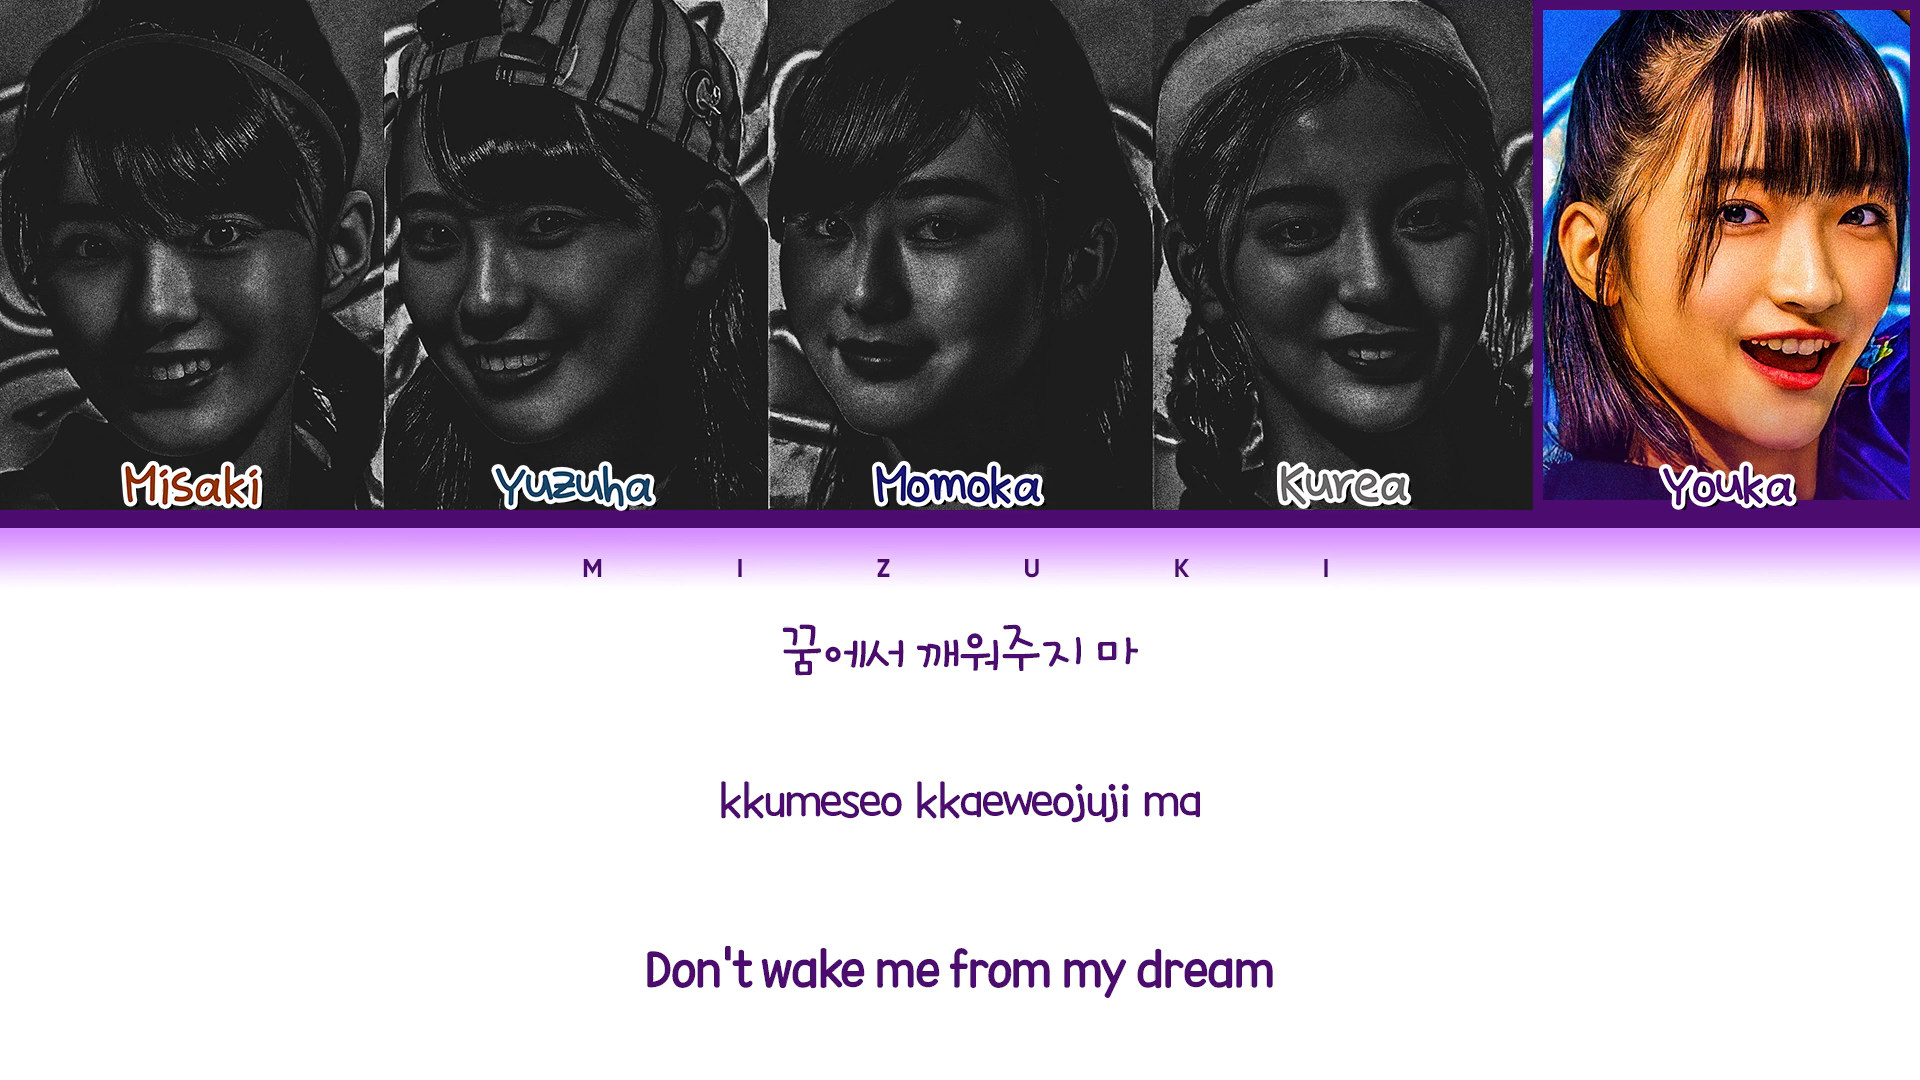 Misaki Yuzuha Momoka Kurea Youka
MIZUKI
꿈에서 깨워주지 마
kkumeseo kkaeweojuji ma
Don't wake me from my dream